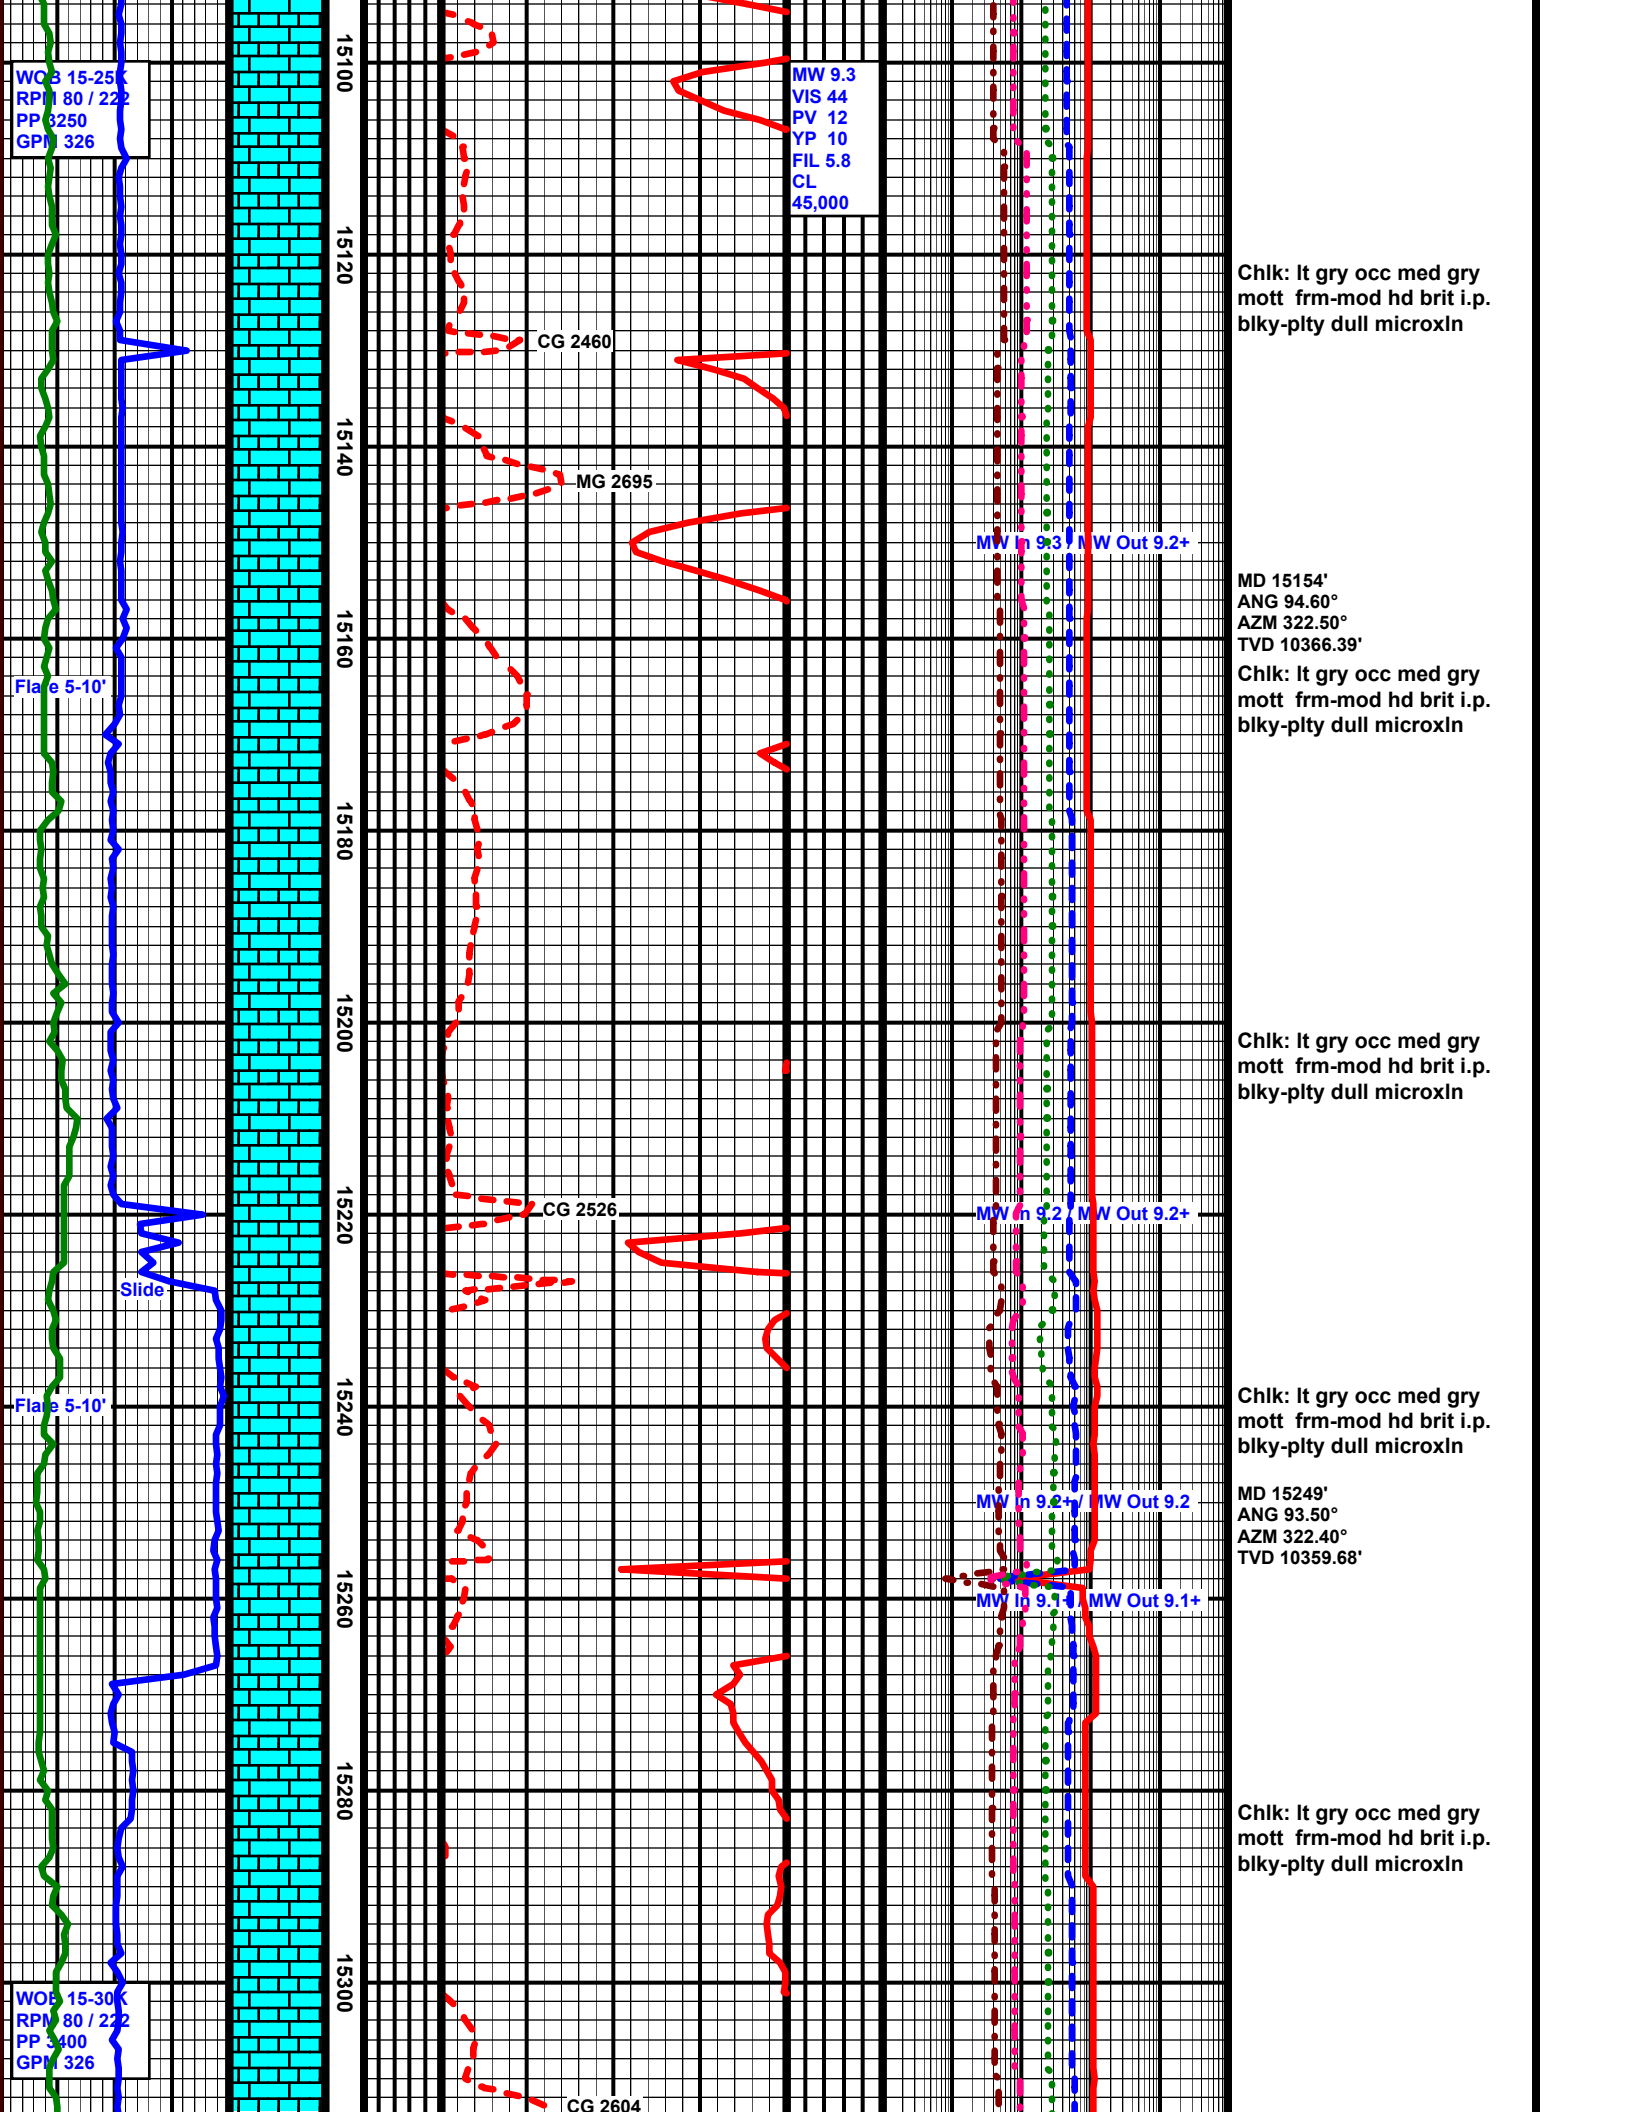 15100
WOB 15-25K
RPM 80 / 222
PP 3250
GPM 326
MW 9.3
VIS 44
PV 12
YP 10
FIL 5.8
CL
45,000
15120
Chlk: lt gry occ med gry
mott frm-mod hd brit i.p.
blky-plty dull microxln
CG 2460
15140
MG 2695
MW In 9.3 / MW Out 9.2+
MD 15154'
ANG 94.60°
AZM 322.50°
TVD 10366.39'
15160
Chlk: lt gry occ med gry
mott frm-mod hd brit i.p.
blky-plty dull microxln
Flare 5-10'
15180
15200
Chlk: lt gry occ med gry
mott frm-mod hd brit i.p.
blky-plty dull microxln
15220
CG 2526
MW In 9.2 / MW Out 9.2+
Slide
15240
Flare 5-10'
Chlk: lt gry occ med gry
mott frm-mod hd brit i.p.
blky-plty dull microxln
MW In 9.2+ / MW Out 9.2
MD 15249'
ANG 93.50°
AZM 322.40°
TVD 10359.68'
15260
MW In 9.1+ / MW Out 9.1+
15280
Chlk: lt gry occ med gry
mott frm-mod hd brit i.p.
blky-plty dull microxln
15300
WOB 15-30K
RPM 80 / 222
PP 3400
GPM 326
CG 2604